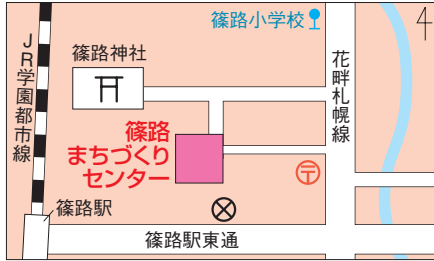 篠路小学校
JR学園都市線
篠路神社
花畔札幌線
篠路
まちづくり
センター
篠路駅
篠路駅東通